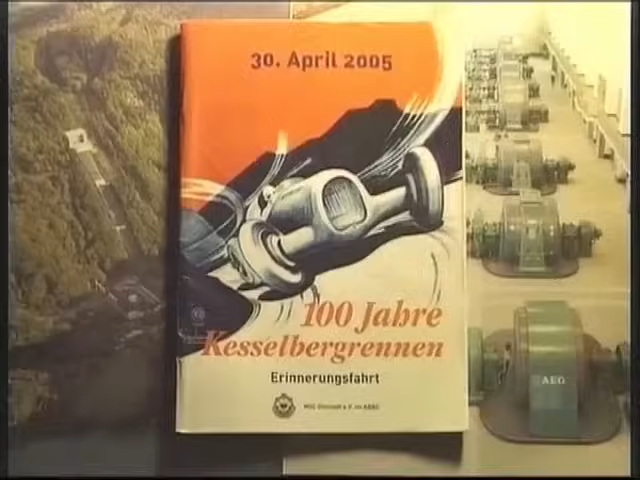 30. April 2005
100 Jahre
Kesselbergrennen
Erinnerungsfahrt
AEG